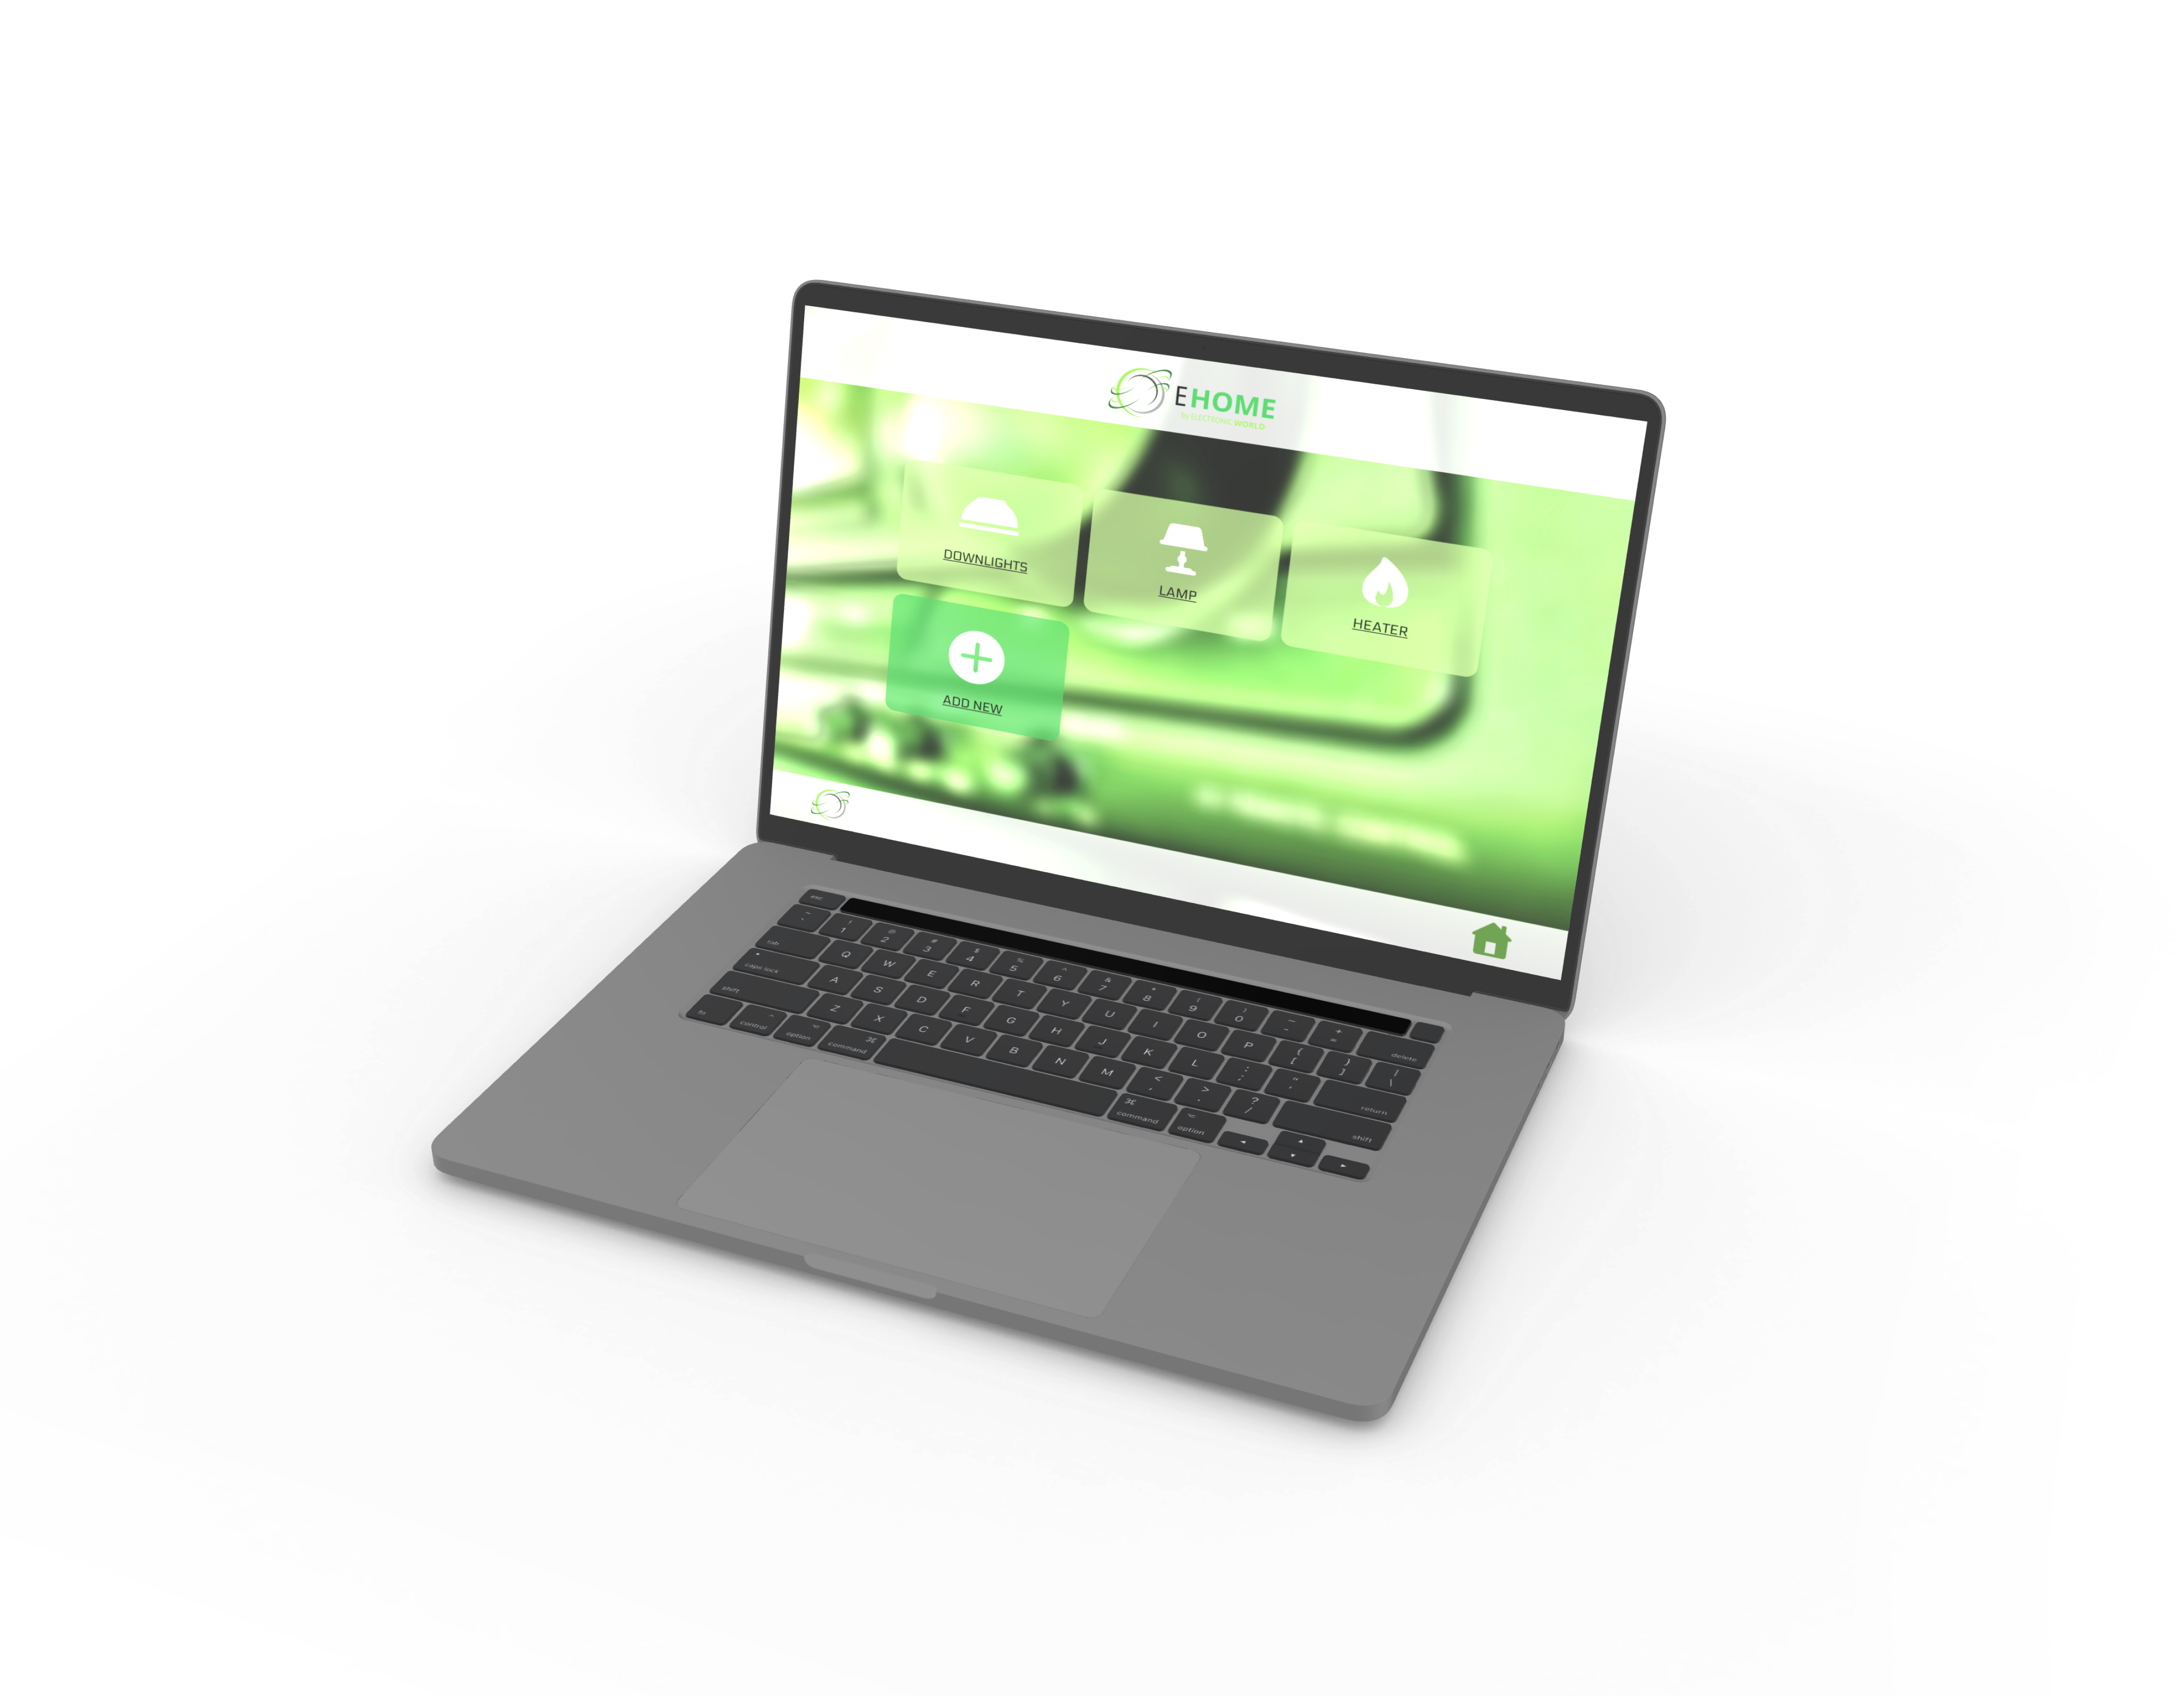 EHOME
by ELECTRONIC WORLD
DOWNLIGHTS
LAMP
HEATER
ADD NEW
esc
~ ! @ # $ % ^ & * ( ) _ +
1 2 3 4 5 6 7 8 9 0 - = delete
tab Q W E R T Y U I O P { [ } ] | \
caps lock A S D F G H J K L : ; " ' return
shift Z X C V B N M < , > . ? / shift
fn control option command command option